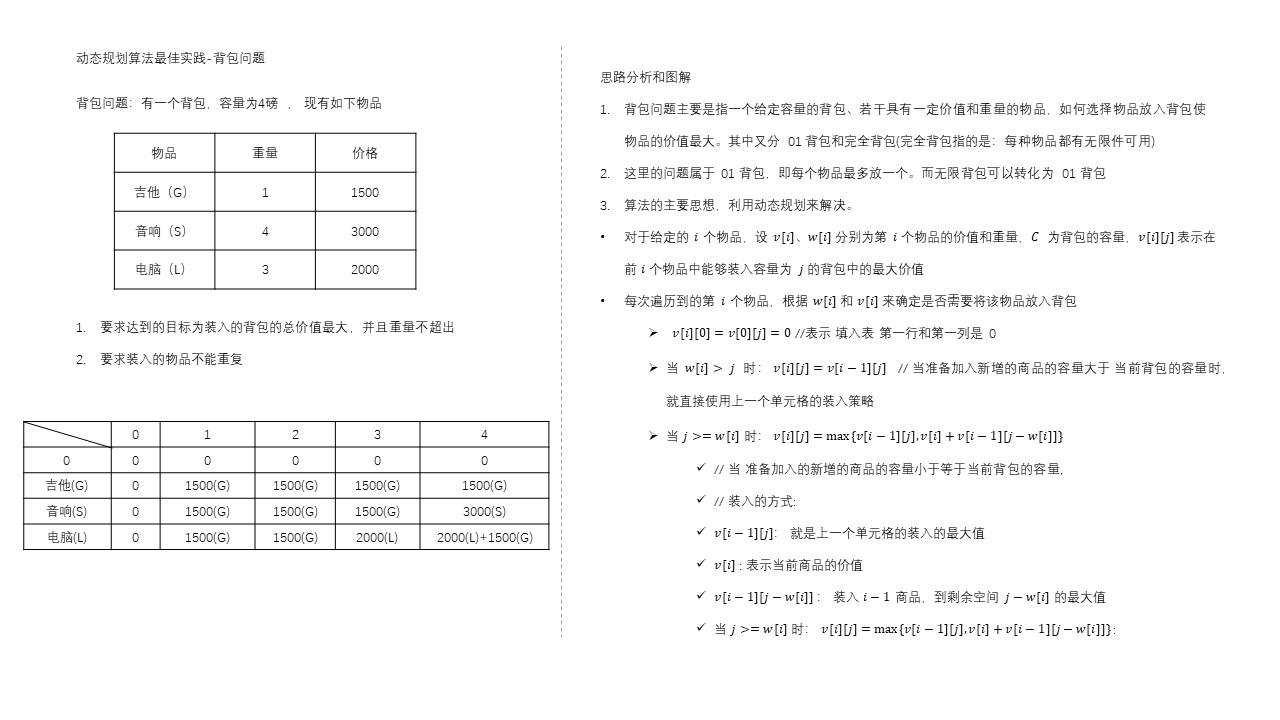 动态规划算法最佳实践-背包问题
背包问题：有一个背包，容量为4磅 ， 现有如下物品
物品 重量 价格
吉他（G） 1 1500
音响（S） 4 3000
电脑（L） 3 2000
1. 要求达到的目标为装入的背包的总价值最大，并且重量不超出
2. 要求装入的物品不能重复
0 1 2 3 4
0 0 0 0 0 0
吉他(G) 0 1500(G) 1500(G) 1500(G) 1500(G)
音响(S) 0 1500(G) 1500(G) 1500(G) 3000(S)
电脑(L) 0 1500(G) 1500(G) 2000(L) 2000(L)+1500(G)
思路分析和图解
1. 背包问题主要是指一个给定容量的背包、若干具有一定价值和重量的物品，如何选择物品放入背包使
物品的价值最大。其中又分 01 背包和完全背包(完全背包指的是：每种物品都有无限件可用)
2. 这里的问题属于 01 背包，即每个物品最多放一个。而无限背包可以转化为 01 背包
3. 算法的主要思想，利用动态规划来解决。
• 对于给定的 i 个物品，设 v[i]、w[i] 分别为第 i 个物品的价值和重量，C 为背包的容量，v[i][j] 表示在
前 i 个物品中能够装入容量为 j 的背包中的最大价值
• 每次遍历到的第 i 个物品，根据 w[i] 和 v[i] 来确定是否需要将该物品放入背包
➢ v[i][0] = v[0][j] = 0 //表示 填入表 第一行和第一列是 0
➢ 当 w[i] > j 时： v[i][j] = v[i − 1][j] // 当准备加入新增的商品的容量大于 当前背包的容量时，
就直接使用上一个单元格的装入策略
➢ 当 j >= w[i] 时： v[i][j] = max{v[i − 1][j], v[i] + v[i − 1][j − w[i]]}
✓ // 当 准备加入的新增的商品的容量小于等于当前背包的容量,
✓ // 装入的方式:
✓ v[i − 1][j]： 就是上一个单元格的装入的最大值
✓ v[i] : 表示当前商品的价值
✓ v[i − 1][j − w[i]] ： 装入 i − 1 商品，到剩余空间 j − w[i] 的最大值
✓ 当 j >= w[i] 时： v[i][j] = max{v[i − 1][j], v[i] + v[i − 1][j − w[i]]} :